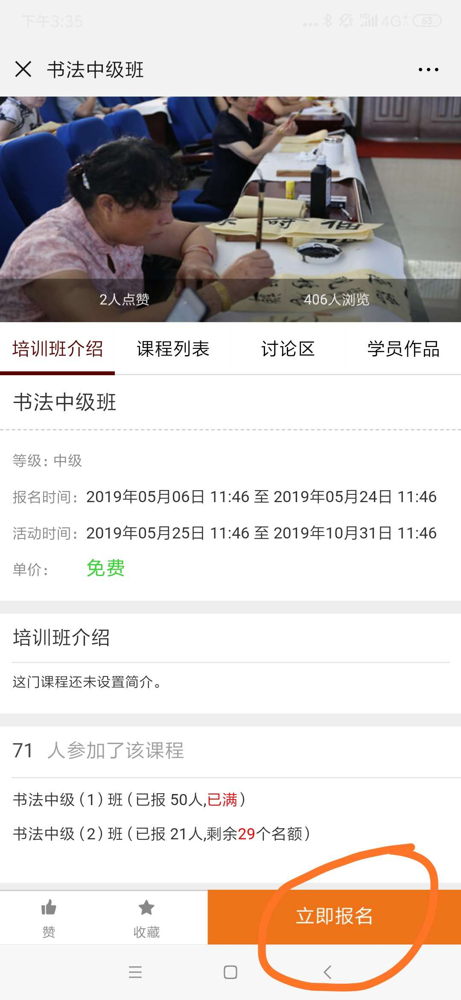 下午3:35
HD 4G+ 63
书法中级班
2人点赞 406人浏览
培训班介绍 课程列表 讨论区 学员作品
书法中级班
等级：中级
报名时间：2019年05月06日 11:46 至 2019年05月24日 11:46
活动时间：2019年05月25日 11:46 至 2019年10月31日 11:46
单价：免费
培训班介绍
这门课程还未设置简介。
71 人参加了该课程
书法中级（1）班（已报 50人,已满）
书法中级（2）班（已报 21人,剩余29个名额）
赞 收藏 立即报名